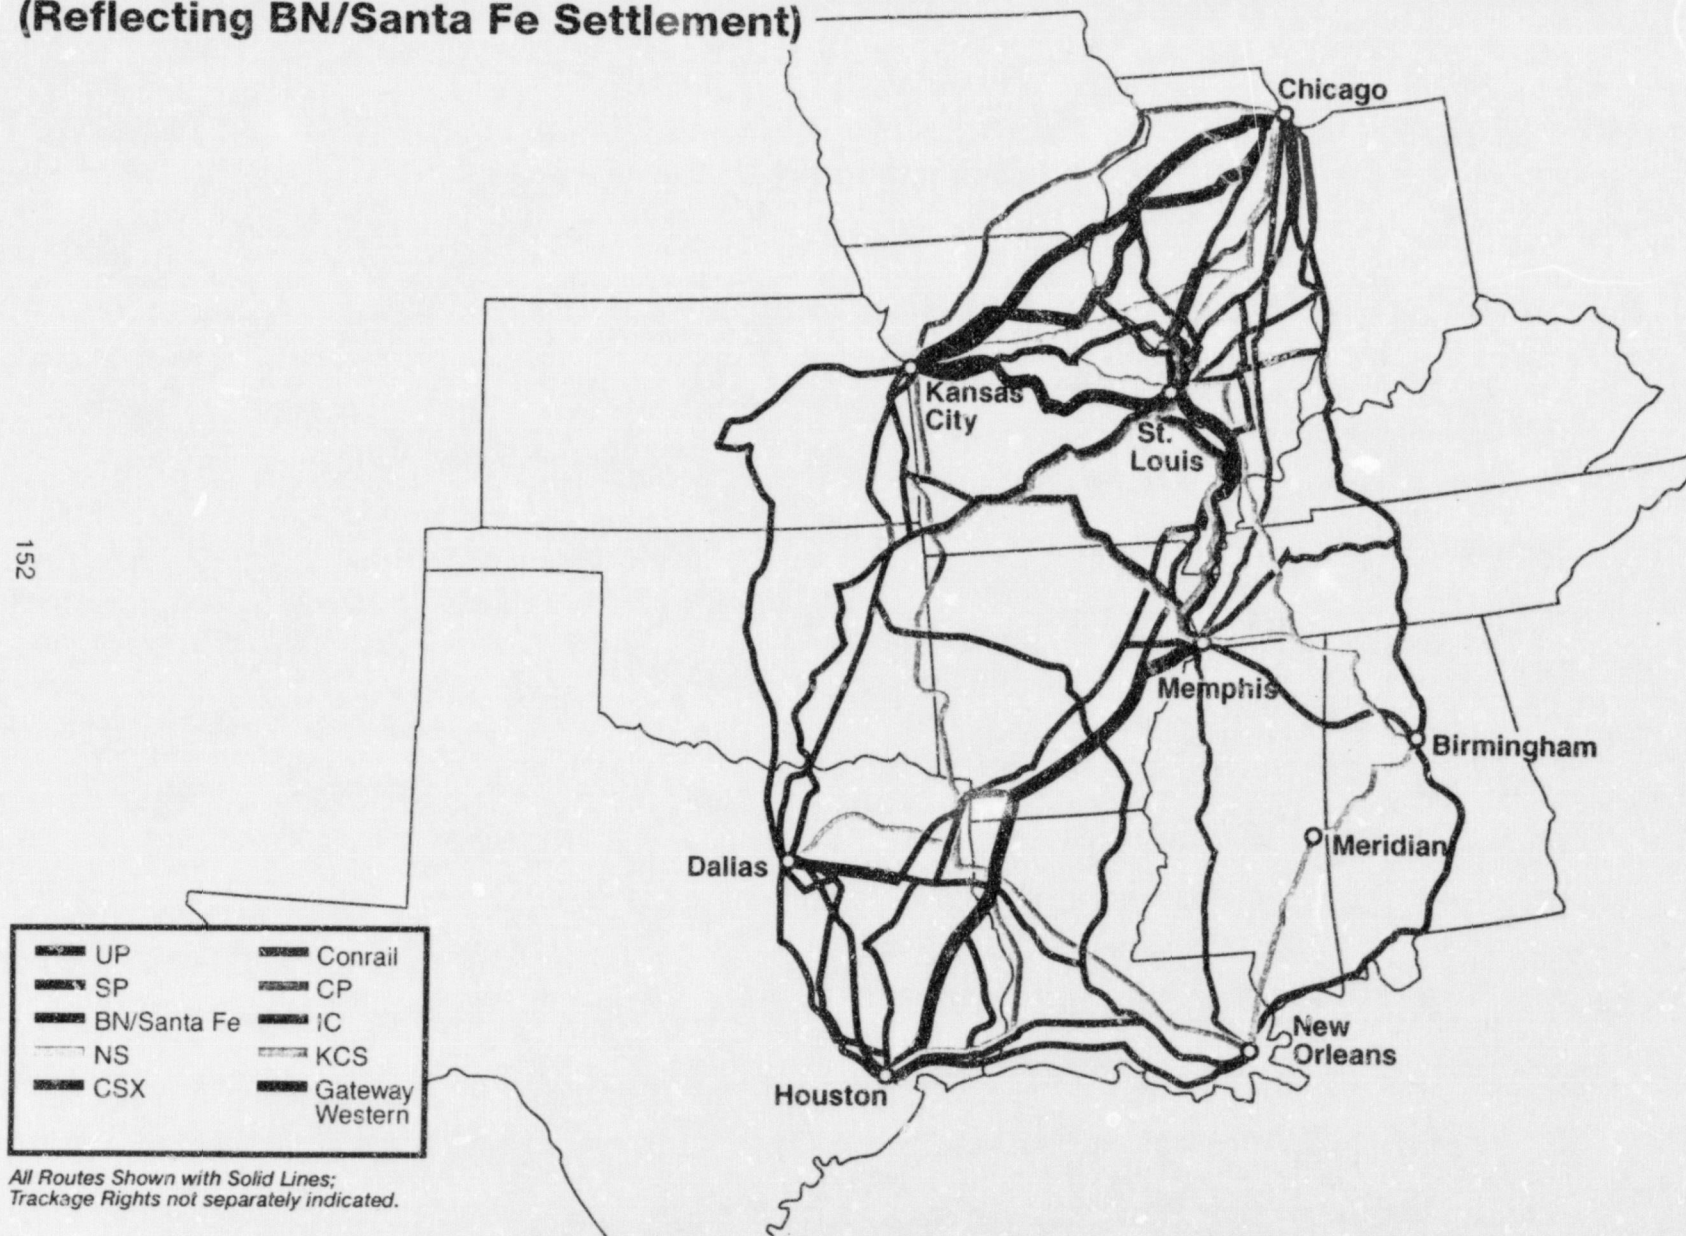 (Reflecting BN/Santa Fe Settlement)
Chicago
Kansas
City
St.
Louis
152
Memphis
Birmingham
Meridian
Dallas
New
Orleans
Houston
UP
SP
BN/Santa Fe
NS
CSX
Conrail
CP
IC
KCS
Gateway
Western
All Routes Shown with Solid Lines;
Trackage Rights not separately indicated.